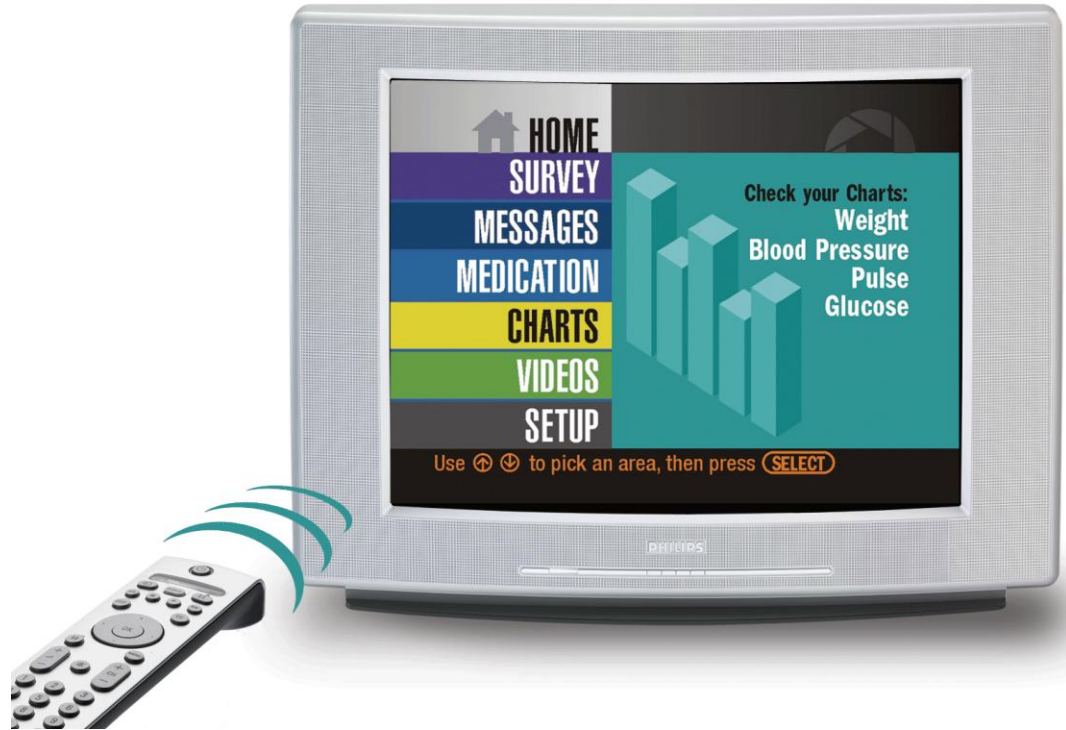 HOME
SURVEY
MESSAGES
MEDICATION
CHARTS
VIDEOS
SETUP
Check your Charts:
Weight
Blood Pressure
Pulse
Glucose
Use ↑ ↓ to pick an area, then press SELECT
PHILIPS
OK